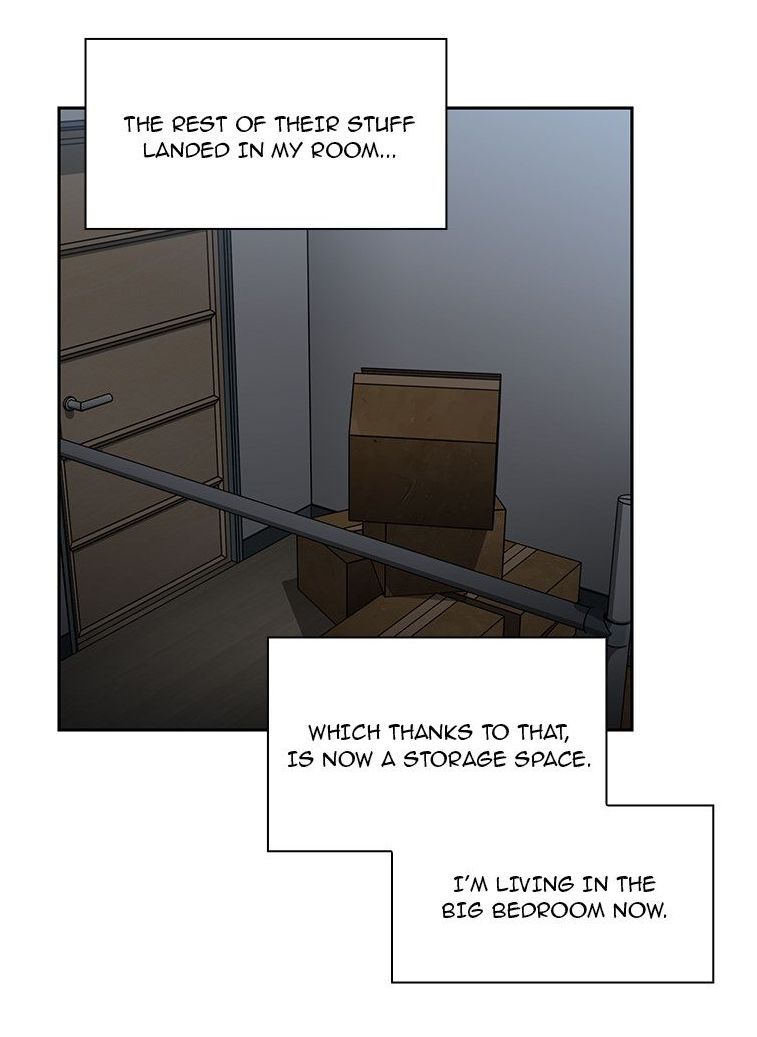 THE REST OF THEIR STUFF
LANDED IN MY ROOM...
WHICH THANKS TO THAT,
IS NOW A STORAGE SPACE.
I'M LIVING IN THE
BIG BEDROOM NOW.